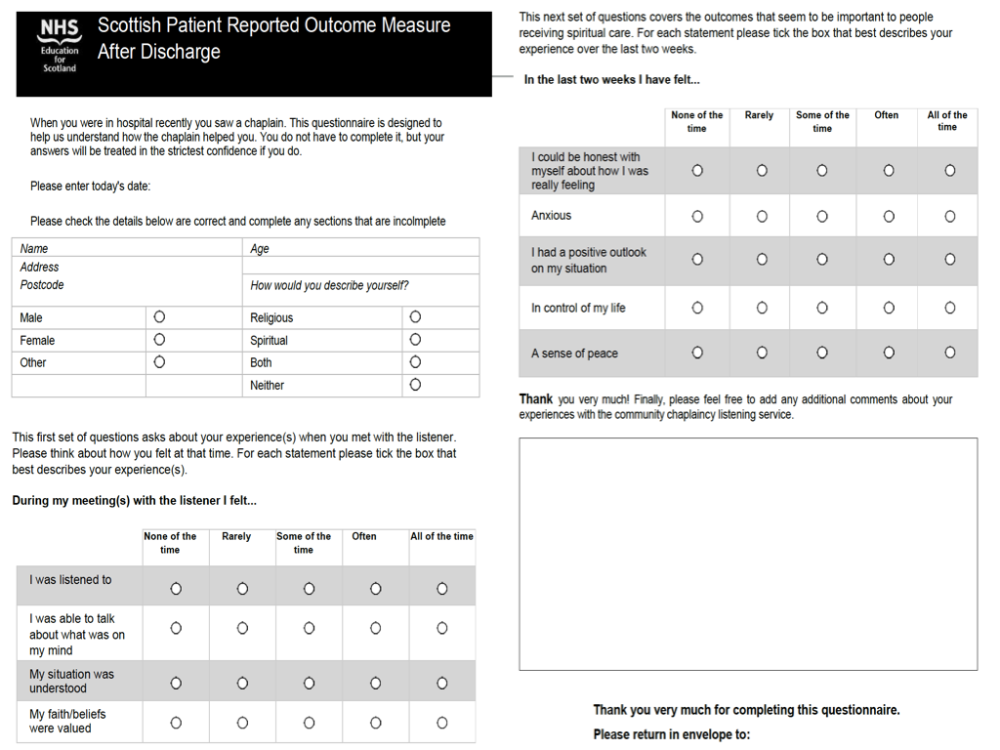 NHS
Education
for
Scotland
Scottish Patient Reported Outcome Measure
After Discharge
When you were in hospital recently you saw a chaplain. This questionnaire is designed to
help us understand how the chaplain helped you. You do not have to complete it, but your
answers will be treated in the strictest confidence if you do.
Please enter today's date:
Please check the details below are correct and complete any sections that are incolmplete
Name Age
Address
Postcode How would you describe yourself?
Male Religious
Female Spiritual
Other Both
Neither
This first set of questions asks about your experience(s) when you met with the listener.
Please think about how you felt at that time. For each statement please tick the box that
best describes your experience(s).
During my meeting(s) with the listener I felt...
None of the Rarely Some of the Often All of the time
time time
I was listened to
I was able to talk
about what was on
my mind
My situation was
understood
My faith/beliefs
were valued
This next set of questions covers the outcomes that seem to be important to people
receiving spiritual care. For each statement please tick the box that best describes your
experience over the last two weeks.
In the last two weeks I have felt...
None of the Rarely Some of the Often All of the
time time time
I could be honest with
myself about how I was
really feeling
Anxious
I had a positive outlook
on my situation
In control of my life
A sense of peace
Thank you very much! Finally, please feel free to add any additional comments about your
experiences with the community chaplaincy listening service.
Thank you very much for completing this questionnaire.
Please return in envelope to: